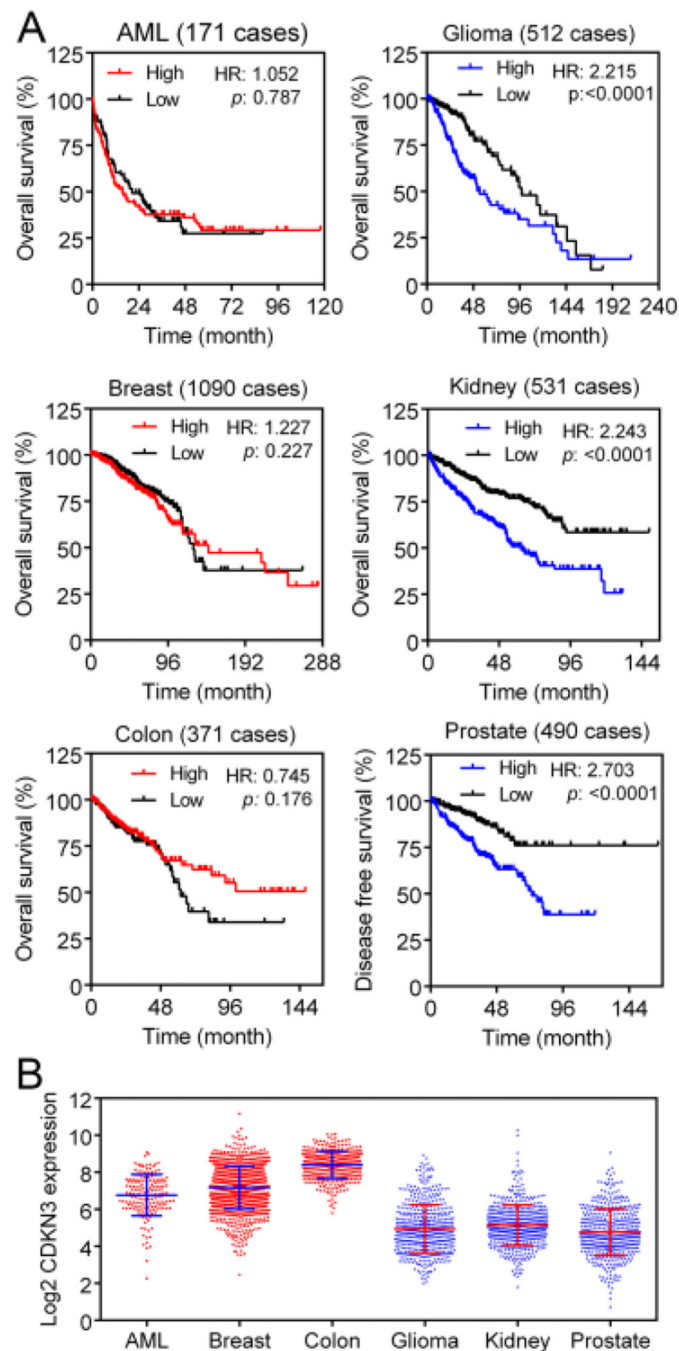 A
AML (171 cases)
High HR: 1.052
Low p: 0.787
Overall survival (%)
125
100
75
50
25
0
0 24 48 72 96 120
Time (month)
Glioma (512 cases)
High HR: 2.215
Low p:<0.0001
Overall survival (%)
125
100
75
50
25
0
0 48 96 144 192 240
Time (month)
Breast (1090 cases)
High HR: 1.227
Low p: 0.227
Overall survival (%)
125
100
75
50
25
0
0 96 192 288
Time (month)
Kidney (531 cases)
High HR: 2.243
Low p: <0.0001
Overall survival (%)
125
100
75
50
25
0
0 48 96 144
Time (month)
Colon (371 cases)
High HR: 0.745
Low p: 0.176
Overall survival (%)
125
100
75
50
25
0
0 48 96 144
Time (month)
Prostate (490 cases)
High HR: 2.703
Low p: <0.0001
Disease free survival (%)
125
100
75
50
25
0
0 48 96 144
Time (month)
B
Log2 CDKN3 expression
12
10
8
6
4
2
0
AML Breast Colon Glioma Kidney Prostate